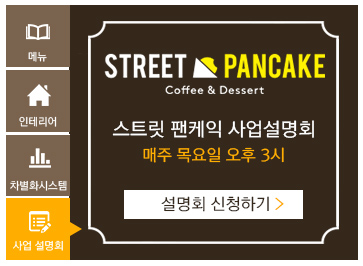 메뉴
인테리어
차별화시스템
사업 설명회
STREET PANCAKE
Coffee & Dessert
스트릿 팬케익 사업설명회
매주 목요일 오후 3시
설명회 신청하기 >